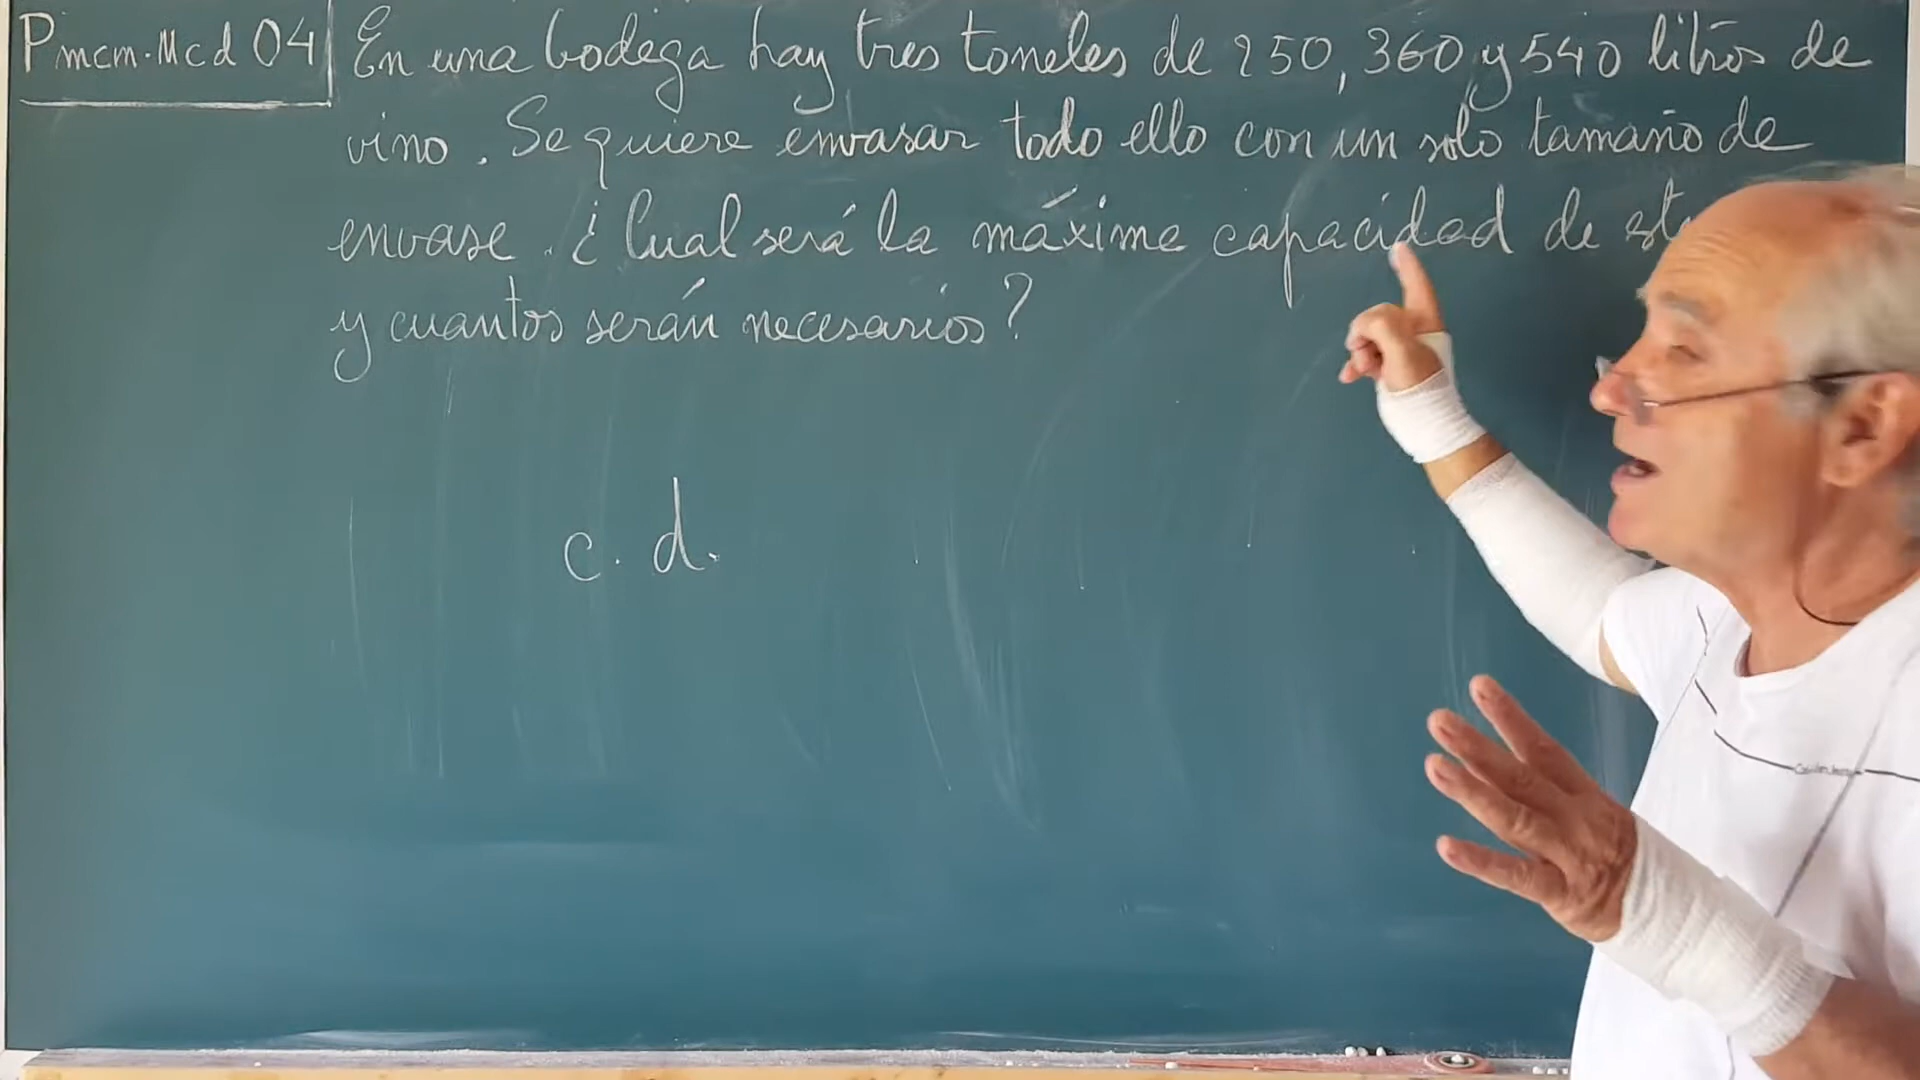 Pmcm.Mcd 04
En una bodega hay tres toneles de 250, 360 y 540 litros de
vino. Se quiere envasar todo ello con un solo tamaño de
envase. ¿Cual será la máxima capacidad de
y cuantos serán necesarios?
c. d.